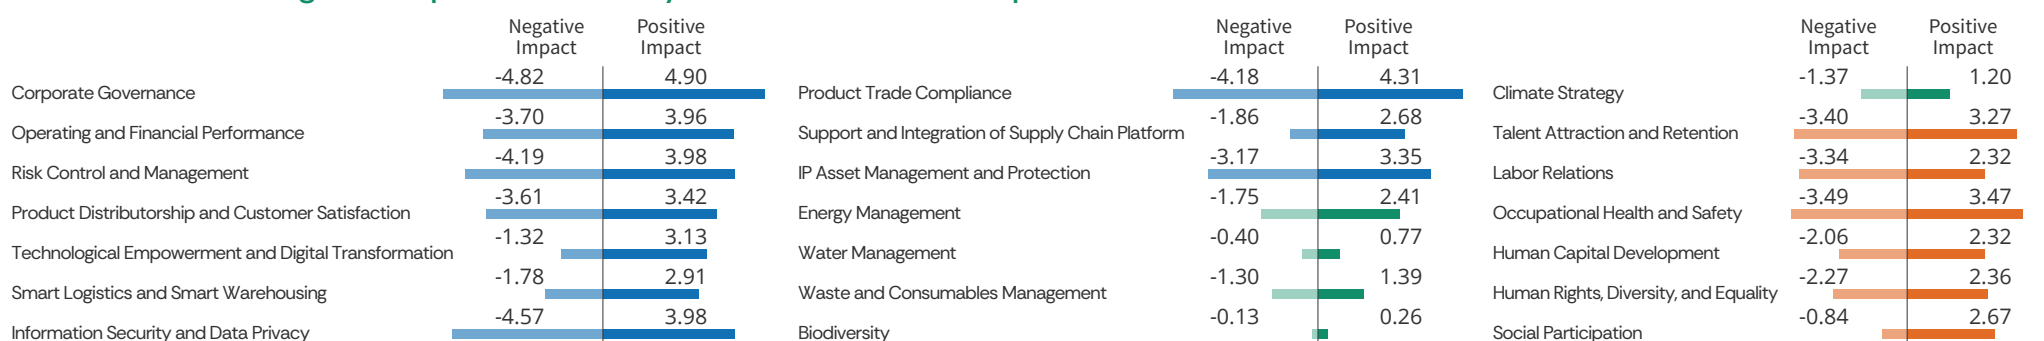 Negative Impact Positive Impact
Corporate Governance -4.82 4.90
Operating and Financial Performance -3.70 3.96
Risk Control and Management -4.19 3.98
Product Distributorship and Customer Satisfaction -3.61 3.42
Technological Empowerment and Digital Transformation -1.32 3.13
Smart Logistics and Smart Warehousing -1.78 2.91
Information Security and Data Privacy -4.57 3.98
Negative Impact Positive Impact
Product Trade Compliance -4.18 4.31
Support and Integration of Supply Chain Platform -1.86 2.68
IP Asset Management and Protection -3.17 3.35
Energy Management -1.75 2.41
Water Management -0.40 0.77
Waste and Consumables Management -1.30 1.39
Biodiversity -0.13 0.26
Negative Impact Positive Impact
Climate Strategy -1.37 1.20
Talent Attraction and Retention -3.40 3.27
Labor Relations -3.34 2.32
Occupational Health and Safety -3.49 3.47
Human Capital Development -2.06 2.32
Human Rights, Diversity, and Equality -2.27 2.36
Social Participation -0.84 2.67